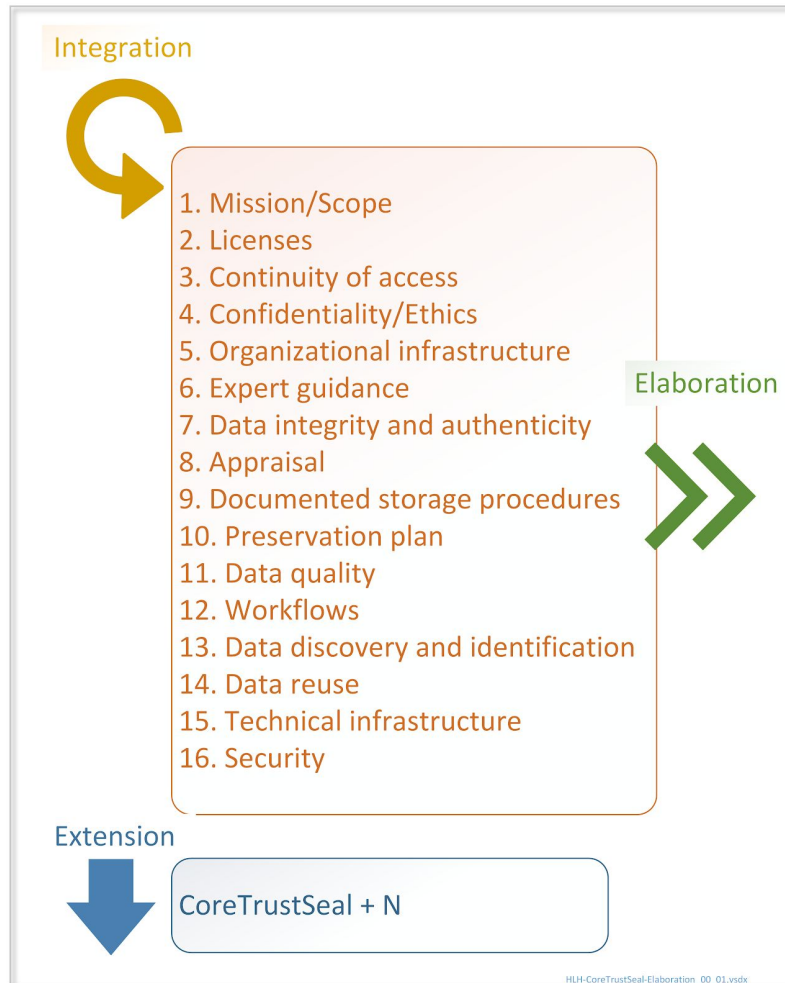 Integration
1. Mission/Scope
2. Licenses
3. Continuity of access
4. Confidentiality/Ethics
5. Organizational infrastructure
6. Expert guidance
Elaboration
7. Data integrity and authenticity
8. Appraisal
9. Documented storage procedures
10. Preservation plan
11. Data quality
12. Workflows
13. Data discovery and identification
14. Data reuse
15. Technical infrastructure
16. Security
Extension
CoreTrustSeal + N
HLH-CoreTrustSeal-Elaboration_00_01.vsdx